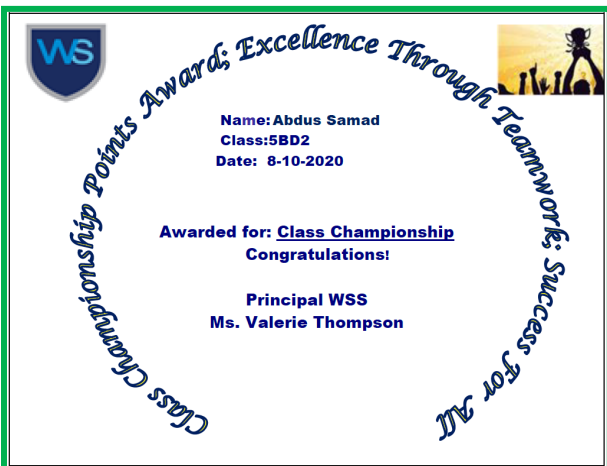 WS
Class Championship Points Award; Excellence Through Teamwork; Success For All
Name: Abdus Samad
Class:5BD2
Date: 8-10-2020
Awarded for: Class Championship
Congratulations!
Principal WSS
Ms. Valerie Thompson